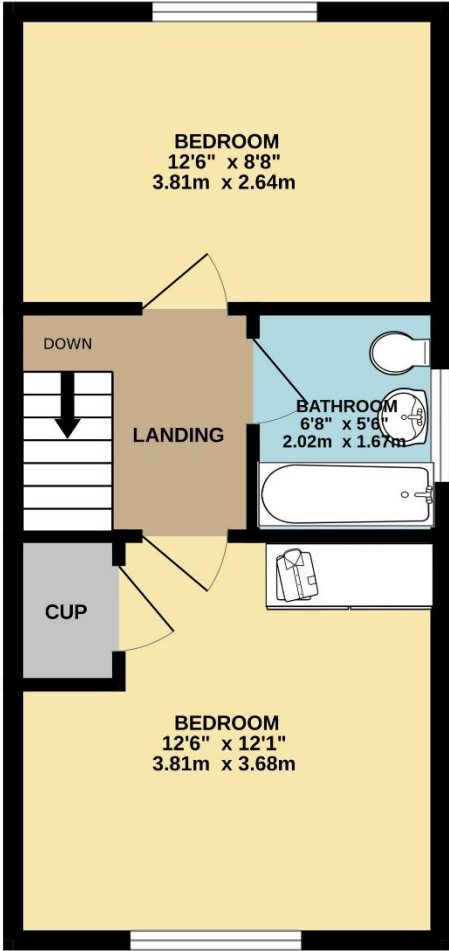 BEDROOM
12'6" x 8'8"
3.81m x 2.64m
DOWN
LANDING
BATHROOM
6'8" x 5'6"
2.02m x 1.67m
CUP
BEDROOM
12'6" x 12'1"
3.81m x 3.68m